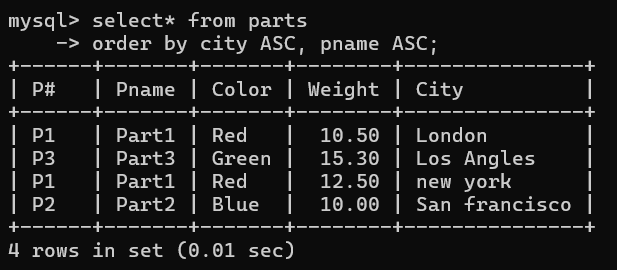 mysql> select* from parts
    -> order by city ASC, pname ASC;
+------+-------+-------+--------+---------------+
| P#   | Pname | Color | Weight | City          |
+------+-------+-------+--------+---------------+
| P1   | Part1 | Red   |  10.50 | London        |
| P3   | Part3 | Green |  15.30 | Los Angles    |
| P1   | Part1 | Red   |  12.50 | new york      |
| P2   | Part2 | Blue  |  10.00 | San francisco |
+------+-------+-------+--------+---------------+
4 rows in set (0.01 sec)